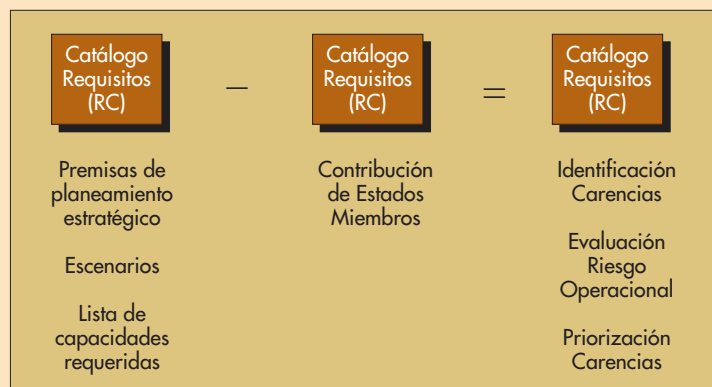 Catálogo
Requisitos
(RC)
–
Catálogo
Requisitos
(RC)
=
Catálogo
Requisitos
(RC)
Premisas de
planeamiento
estratégico
Escenarios
Lista de
capacidades
requeridas
Contribución
de Estados
Miembros
Identificación
Carencias
Evaluación
Riesgo
Operacional
Priorización
Carencias